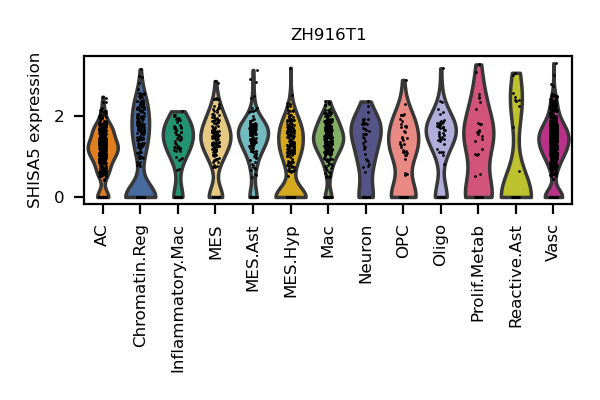 ZH916T1
SHISA5 expression
2
0
AC
Chromatin.Reg
Inflammatory.Mac
MES
MES.Ast
MES.Hyp
Mac
Neuron
OPC
Oligo
Prolif.Metab
Reactive.Ast
Vasc